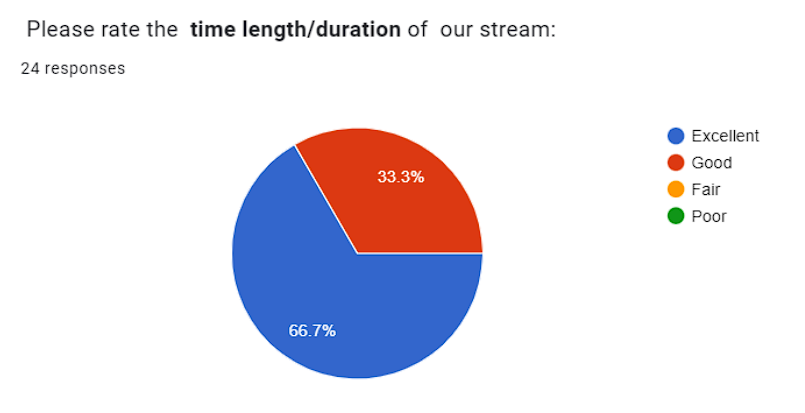 Please rate the time length/duration of our stream:
24 responses
Excellent
Good
Fair
Poor
33.3%
66.7%